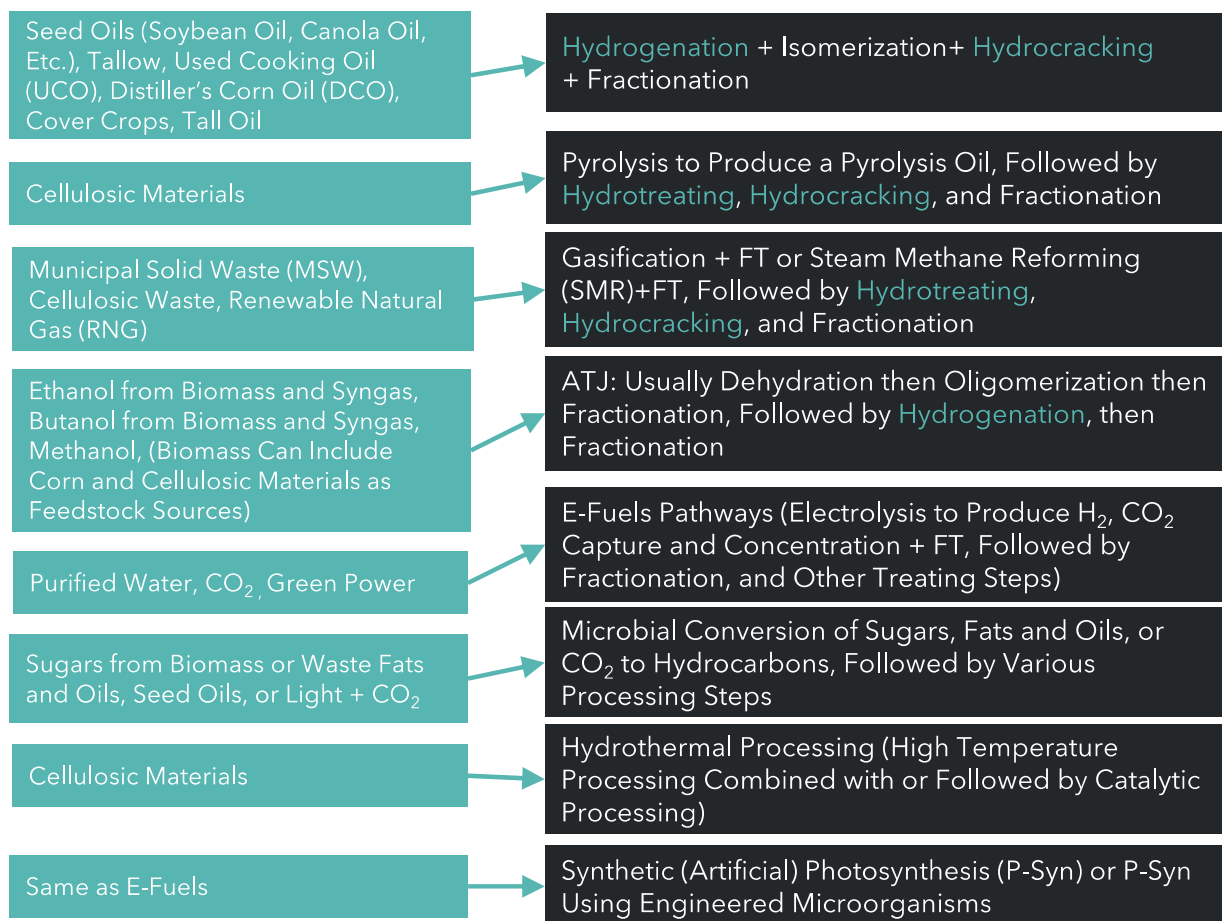 Seed Oils (Soybean Oil, Canola Oil,
Etc.), Tallow, Used Cooking Oil
(UCO), Distiller’s Corn Oil (DCO),
Cover Crops, Tall Oil
Hydrogenation + Isomerization+ Hydrocracking
+ Fractionation
Cellulosic Materials
Pyrolysis to Produce a Pyrolysis Oil, Followed by
Hydrotreating, Hydrocracking, and Fractionation
Municipal Solid Waste (MSW),
Cellulosic Waste, Renewable Natural
Gas (RNG)
Gasification + FT or Steam Methane Reforming
(SMR)+FT, Followed by Hydrotreating,
Hydrocracking, and Fractionation
Ethanol from Biomass and Syngas,
Butanol from Biomass and Syngas,
Methanol, (Biomass Can Include
Corn and Cellulosic Materials as
Feedstock Sources)
ATJ: Usually Dehydration then Oligomerization then
Fractionation, Followed by Hydrogenation, then
Fractionation
Purified Water, CO₂, Green Power
E-Fuels Pathways (Electrolysis to Produce H₂, CO₂
Capture and Concentration + FT, Followed by
Fractionation, and Other Treating Steps)
Sugars from Biomass or Waste Fats
and Oils, Seed Oils, or Light + CO₂
Microbial Conversion of Sugars, Fats and Oils, or
CO₂ to Hydrocarbons, Followed by Various
Processing Steps
Cellulosic Materials
Hydrothermal Processing (High Temperature
Processing Combined with or Followed by Catalytic
Processing)
Same as E-Fuels
Synthetic (Artificial) Photosynthesis (P-Syn) or P-Syn
Using Engineered Microorganisms